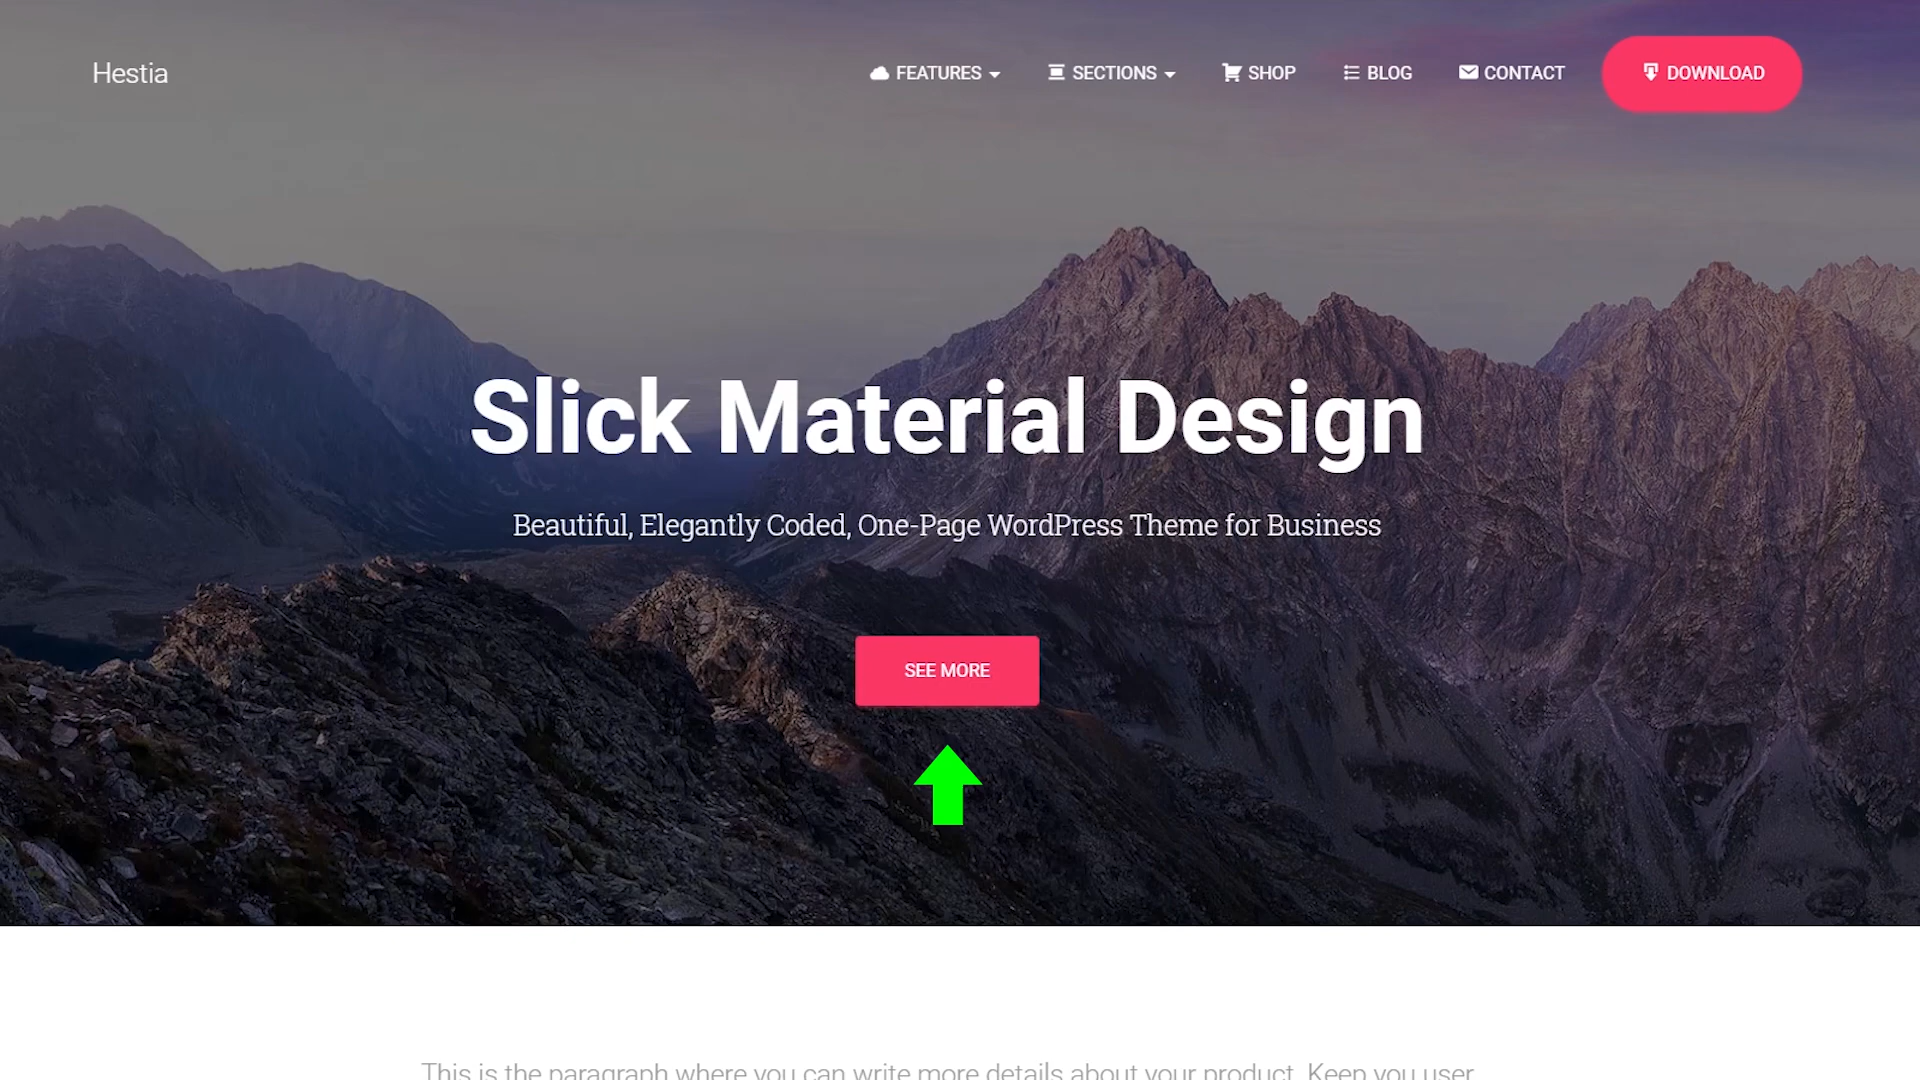 Hestia
FEATURES
SECTIONS
SHOP
BLOG
CONTACT
DOWNLOAD
Slick Material Design
Beautiful, Elegantly Coded, One-Page WordPress Theme for Business
SEE MORE
This is the paragraph where you can write more details about your product. Keep you user